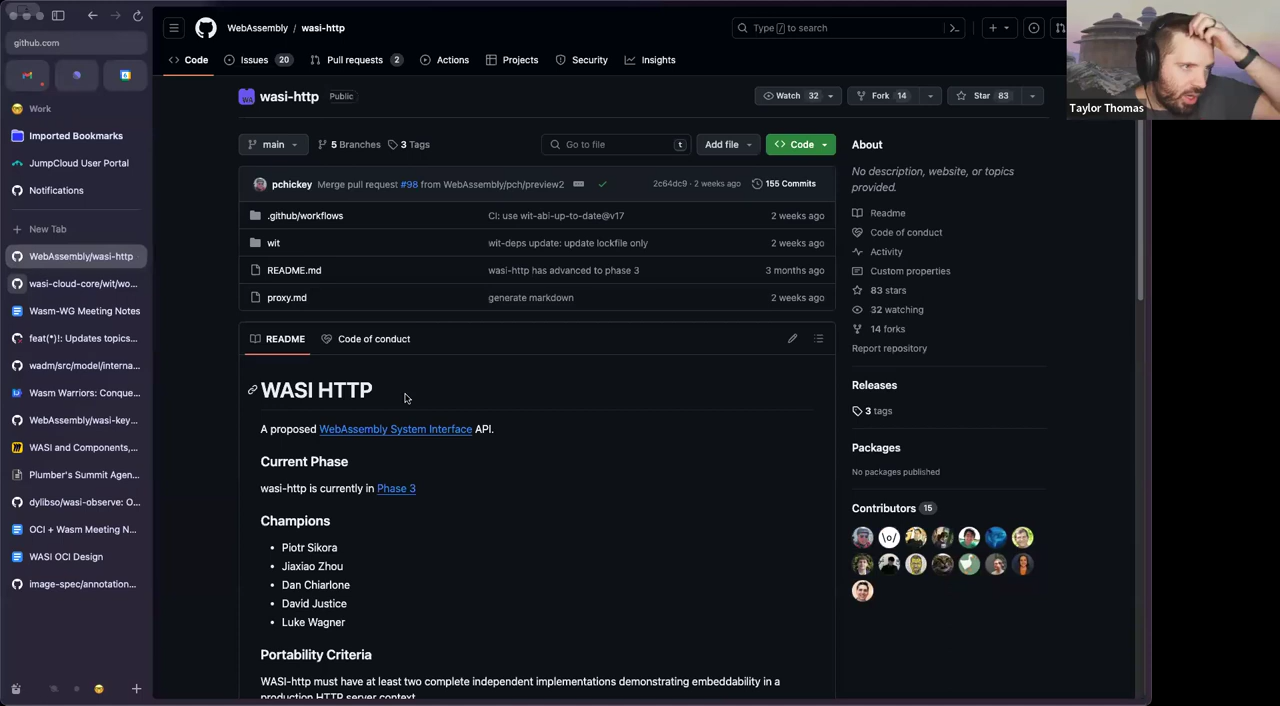 github.com
Work
Imported Bookmarks
JumpCloud User Portal
Notifications
New Tab
WebAssembly/wasi-http
wasi-cloud-core/wit/wo...
Wasm-WG Meeting Notes
feat(*)!: Updates topics...
wadm/src/model/interna...
Wasm Warriors: Conque...
WebAssembly/wasi-key...
WASI and Components,...
Plumber's Summit Agen...
dylibso/wasi-observe: O...
OCI + Wasm Meeting N...
WASI OCI Design
image-spec/annotation...
WebAssembly / wasi-http
Type / to search
Code
Issues 20
Pull requests 2
Actions
Projects
Security
Insights
wasi-http Public
Watch 32
Fork 14
Star 83
main
5 Branches
3 Tags
Go to file t
Add file
Code
pchickey Merge pull request #98 from WebAssembly/pch/preview2
2c64dc9 · 2 weeks ago
155 Commits
.github/workflows CI: use wit-abi-up-to-date@v17 2 weeks ago
wit wit-deps update: update lockfile only 2 weeks ago
README.md wasi-http has advanced to phase 3 3 months ago
proxy.md generate markdown 2 weeks ago
README
Code of conduct
WASI HTTP
A proposed WebAssembly System Interface API.
Current Phase
wasi-http is currently in Phase 3
Champions
• Piotr Sikora
• Jiaxiao Zhou
• Dan Chiarlone
• David Justice
• Luke Wagner
Portability Criteria
WASI-http must have at least two complete independent implementations demonstrating embeddability in a
production HTTP server context.
About
No description, website, or topics
provided.
Readme
Code of conduct
Activity
Custom properties
83 stars
32 watching
14 forks
Report repository
Releases
3 tags
Packages
No packages published
Contributors 15
Taylor Thomas